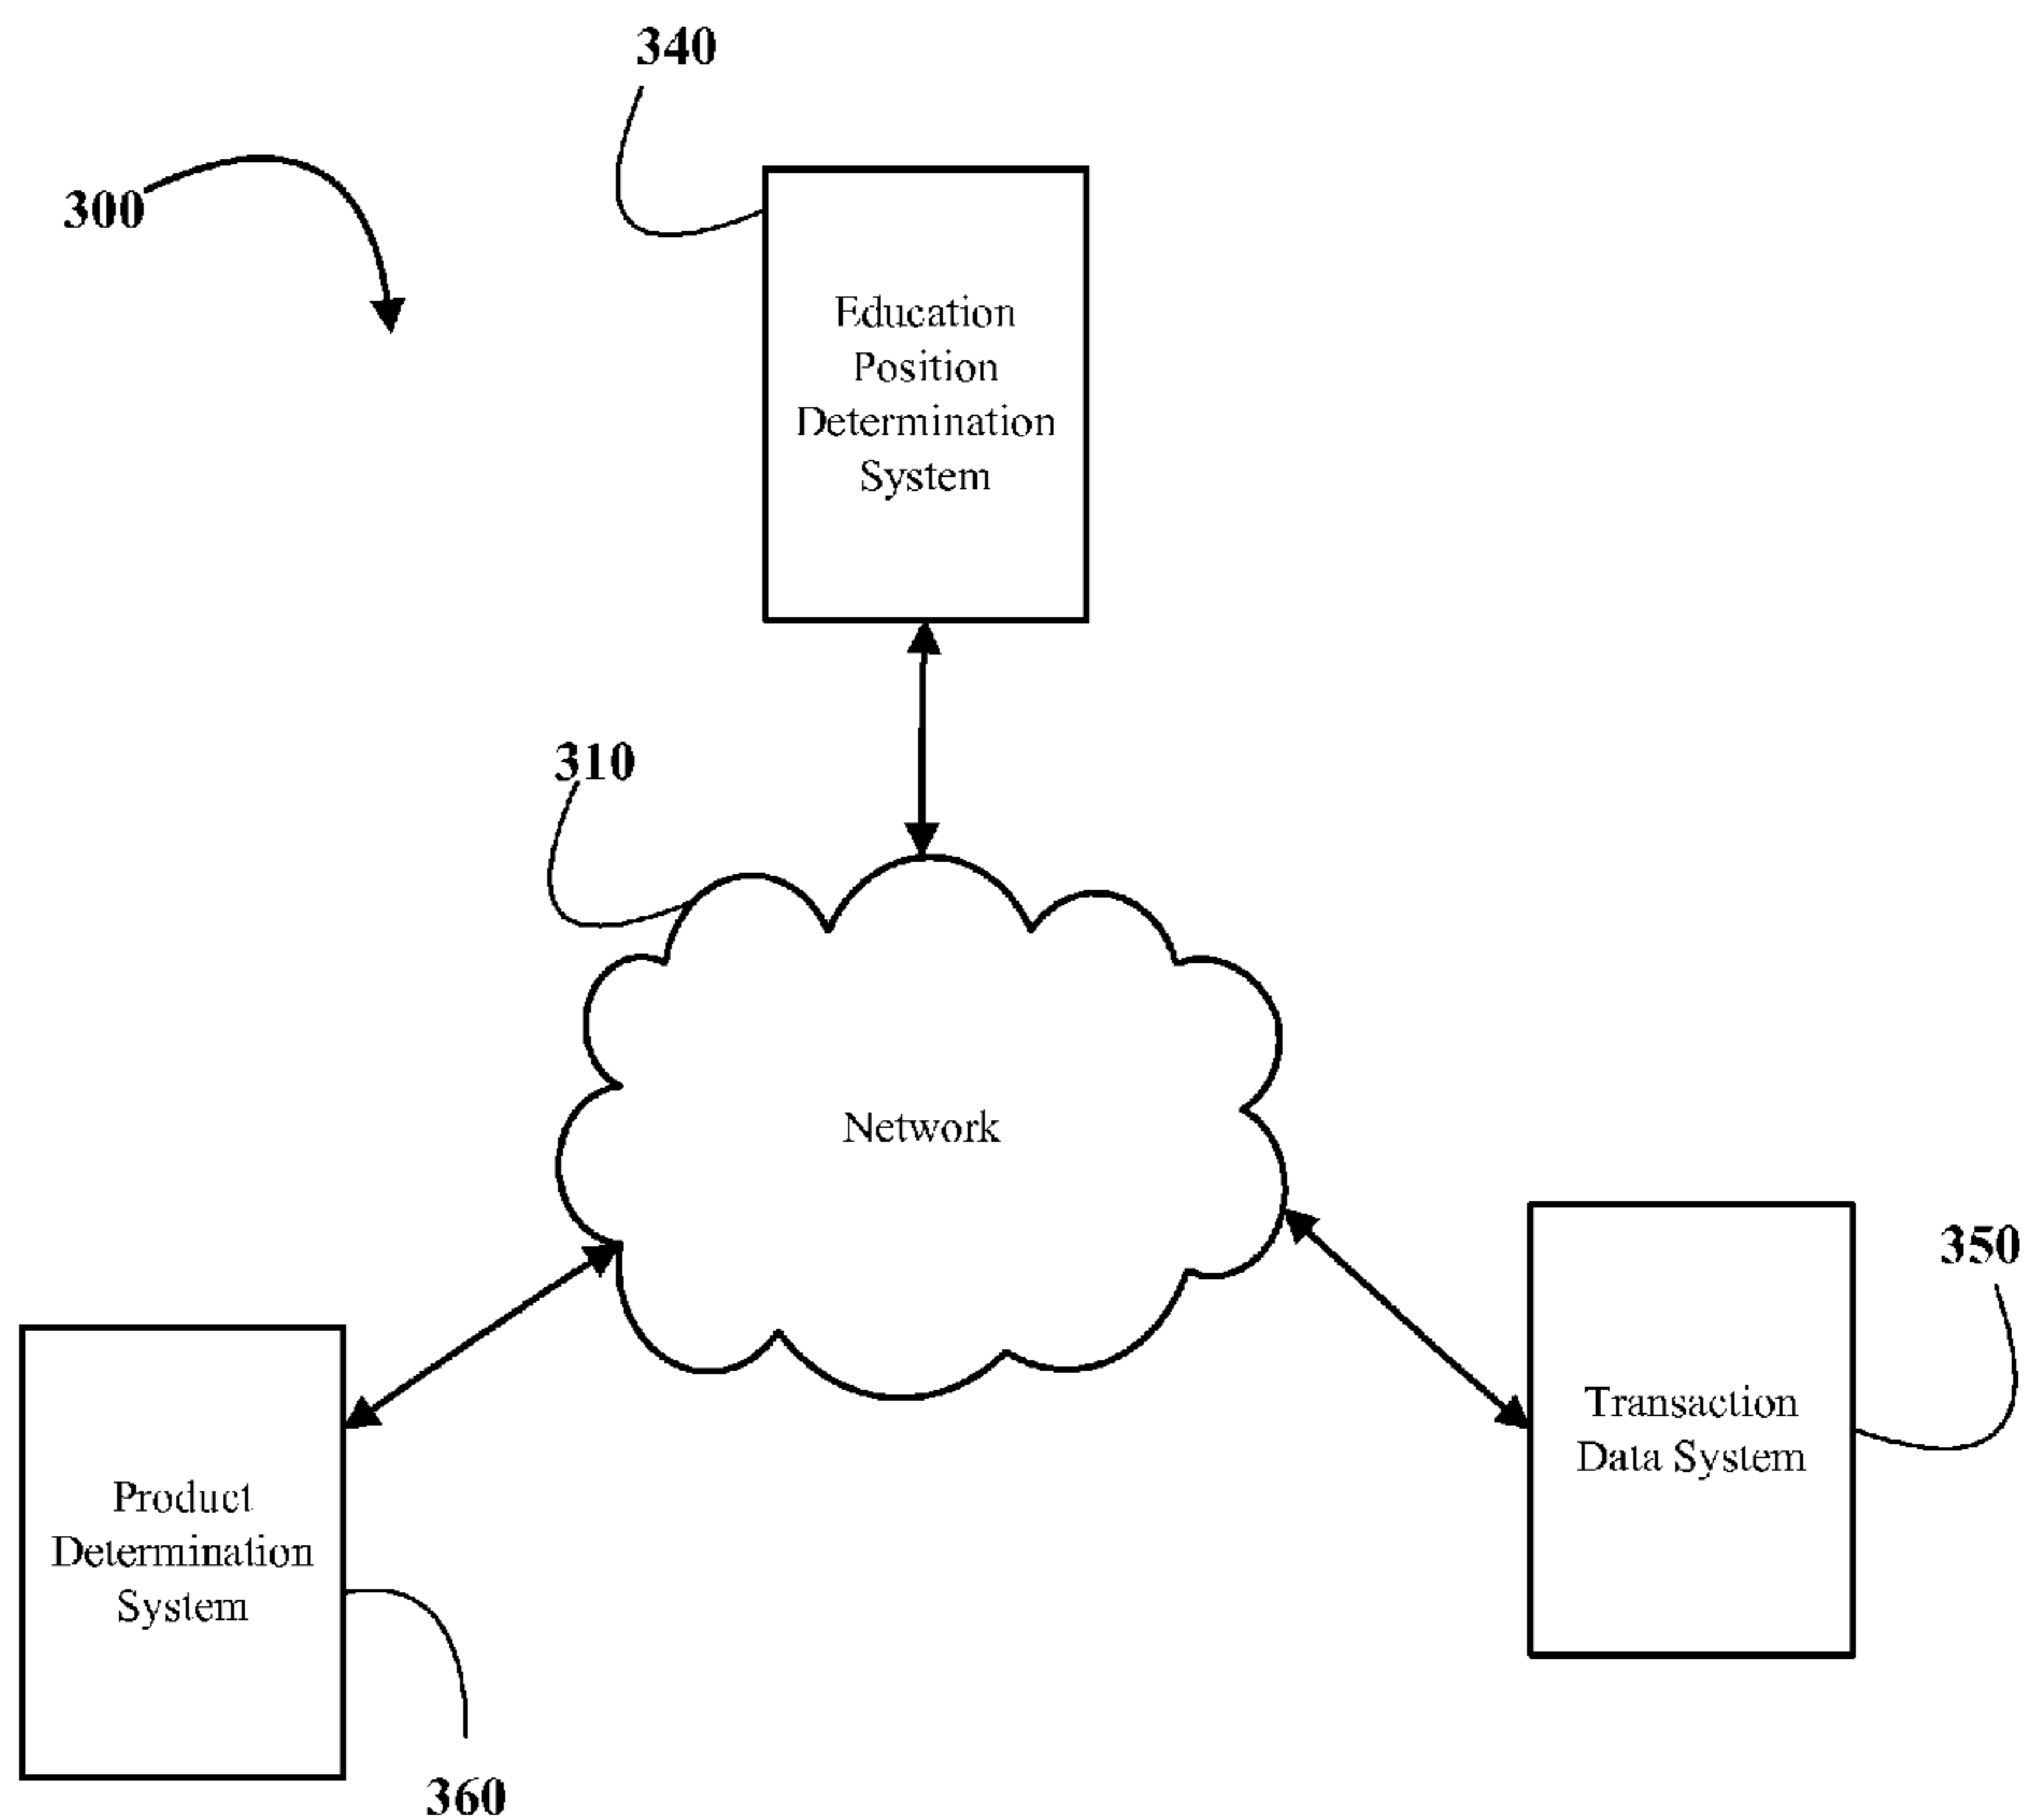 340
300
Education
Position
Determination
System
310
Network
350
Transaction
Data System
Product
Determination
System
360